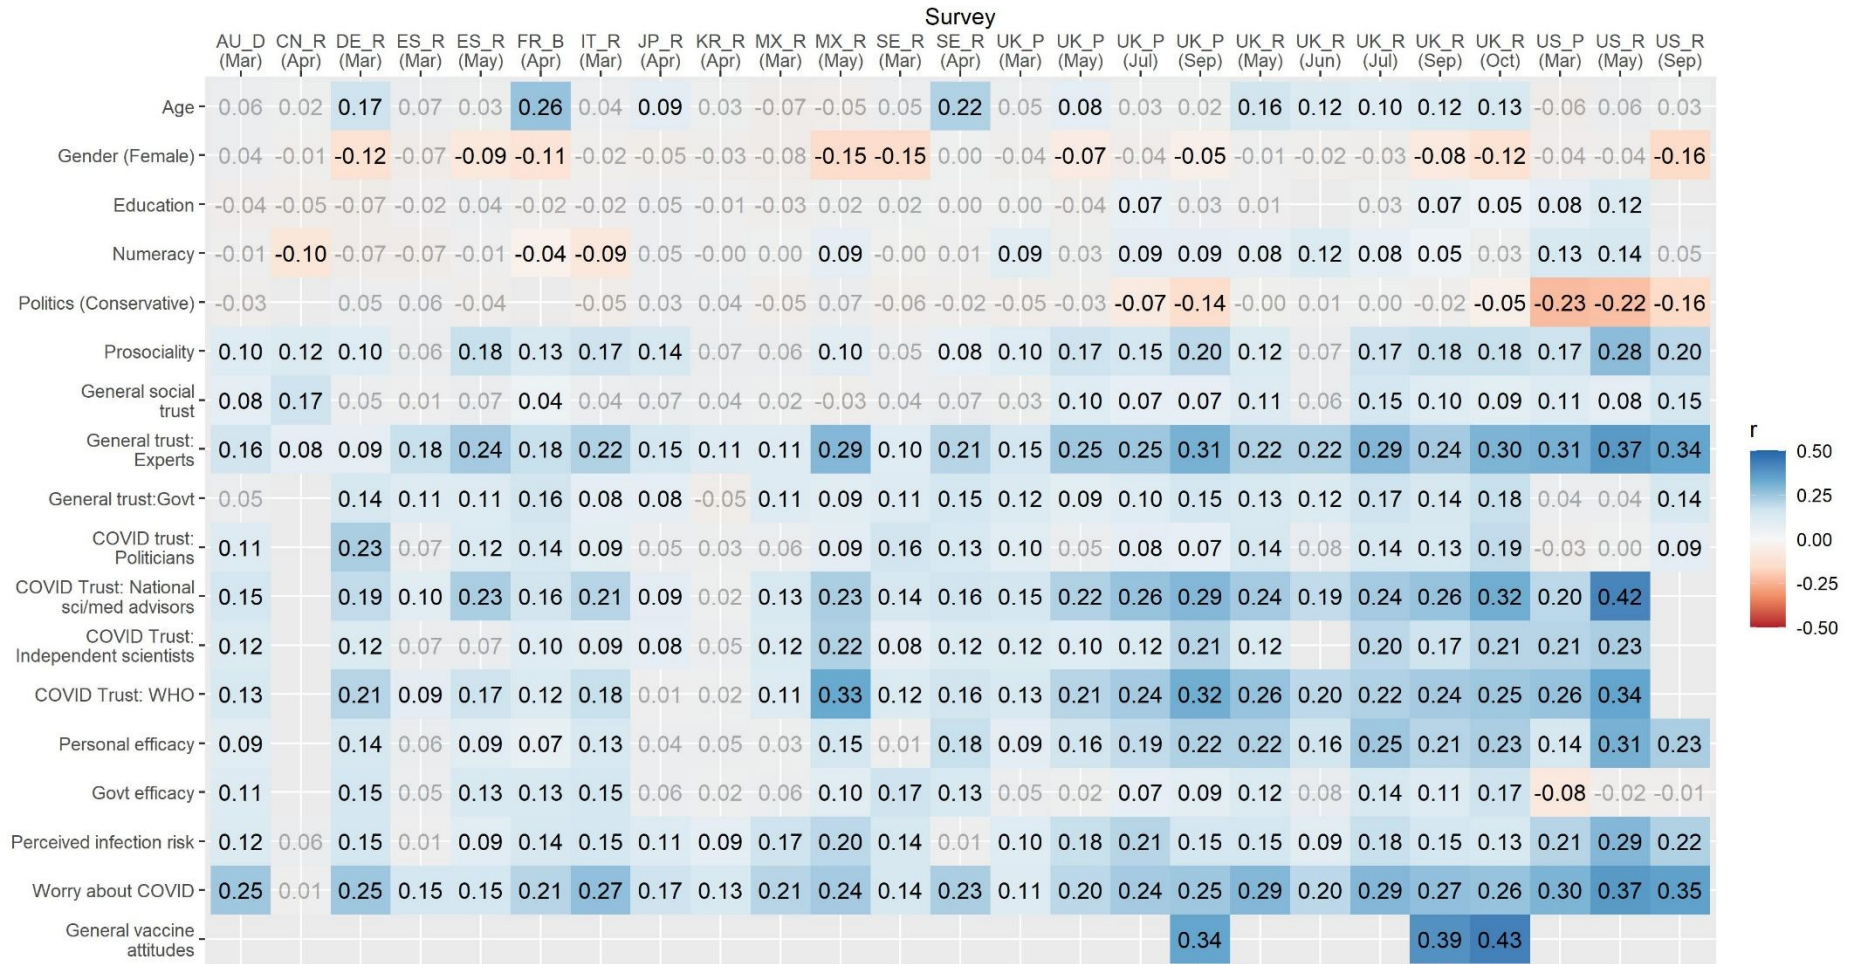 Survey
AU_D CN_R DE_R ES_R ES_R FR_B IT_R JP_R KR_R MX_R MX_R SE_R SE_R UK_P UK_P UK_P UK_P UK_R UK_R UK_R UK_R UK_R US_P US_R US_R
(Mar) (Apr) (Mar) (Mar) (May) (Apr) (Mar) (Apr) (Apr) (Mar) (May) (Mar) (Apr) (Mar) (May) (Jul) (Sep) (May) (Jun) (Jul) (Sep) (Oct) (Mar) (May) (Sep)
Age 0.06 0.02 0.17 0.07 0.03 0.26 0.04 0.09 0.03 -0.07 -0.05 0.05 0.22 0.05 0.08 0.03 0.02 0.16 0.12 0.10 0.12 0.13 -0.06 0.06 0.03
Gender (Female) 0.04 -0.01 -0.12 -0.07 -0.09 -0.11 -0.02 -0.05 -0.03 -0.08 -0.15 -0.15 0.00 -0.04 -0.07 -0.04 -0.05 -0.01 -0.02 -0.03 -0.08 -0.12 -0.04 -0.04 -0.16
Education -0.04 -0.05 -0.07 -0.02 0.04 -0.02 -0.02 0.05 -0.01 -0.03 0.02 0.02 0.00 0.00 -0.04 0.07 0.03 0.01 0.03 0.07 0.05 0.08 0.12
Numeracy -0.01 -0.10 -0.07 -0.07 -0.01 -0.04 -0.09 0.05 -0.00 0.00 0.09 -0.00 0.01 0.09 0.03 0.09 0.09 0.08 0.12 0.08 0.05 0.03 0.13 0.14 0.05
Politics (Conservative) -0.03 0.05 0.06 -0.04 -0.05 0.03 0.04 -0.05 0.07 -0.06 -0.02 -0.05 -0.03 -0.07 -0.14 -0.00 0.01 0.00 -0.02 -0.05 -0.23 -0.22 -0.16
Prosociality 0.10 0.12 0.10 0.06 0.18 0.13 0.17 0.14 0.07 0.06 0.10 0.05 0.08 0.10 0.17 0.15 0.20 0.12 0.07 0.17 0.18 0.18 0.17 0.28 0.20
General social
trust 0.08 0.17 0.05 0.01 0.07 0.04 0.04 0.07 0.04 0.02 -0.03 0.04 0.07 0.03 0.10 0.07 0.07 0.11 0.06 0.15 0.10 0.09 0.11 0.08 0.15
General trust:
Experts 0.16 0.08 0.09 0.18 0.24 0.18 0.22 0.15 0.11 0.11 0.29 0.10 0.21 0.15 0.25 0.25 0.31 0.22 0.22 0.29 0.24 0.30 0.31 0.37 0.34
General trust:Govt 0.05 0.14 0.11 0.11 0.16 0.08 0.08 -0.05 0.11 0.09 0.11 0.15 0.12 0.09 0.10 0.15 0.13 0.12 0.17 0.14 0.18 0.04 0.04 0.14
COVID trust:
Politicians 0.11 0.23 0.07 0.12 0.14 0.09 0.05 0.03 0.06 0.09 0.16 0.13 0.10 0.05 0.08 0.07 0.14 0.08 0.14 0.13 0.19 -0.03 0.00 0.09
COVID Trust: National
sci/med advisors 0.15 0.19 0.10 0.23 0.16 0.21 0.09 0.02 0.13 0.23 0.14 0.16 0.15 0.22 0.26 0.29 0.24 0.19 0.24 0.26 0.32 0.20 0.42
COVID Trust:
Independent scientists 0.12 0.12 0.07 0.07 0.10 0.09 0.08 0.05 0.12 0.22 0.08 0.12 0.12 0.10 0.12 0.21 0.12 0.20 0.17 0.21 0.21 0.23
COVID Trust: WHO 0.13 0.21 0.09 0.17 0.12 0.18 0.01 0.02 0.11 0.33 0.12 0.16 0.13 0.21 0.24 0.32 0.26 0.20 0.22 0.24 0.25 0.26 0.34
Personal efficacy 0.09 0.14 0.06 0.09 0.07 0.13 0.04 0.05 0.03 0.15 0.01 0.18 0.09 0.16 0.19 0.22 0.22 0.16 0.25 0.21 0.23 0.14 0.31 0.23
Govt efficacy 0.11 0.15 0.05 0.13 0.13 0.15 0.06 0.02 0.06 0.10 0.17 0.13 0.05 0.02 0.07 0.09 0.12 0.08 0.14 0.11 0.17 -0.08 -0.02 -0.01
Perceived infection risk 0.12 0.06 0.15 0.01 0.09 0.14 0.15 0.11 0.09 0.17 0.20 0.14 0.01 0.10 0.18 0.21 0.15 0.15 0.09 0.18 0.15 0.13 0.21 0.29 0.22
Worry about COVID 0.25 0.01 0.25 0.15 0.15 0.21 0.27 0.17 0.13 0.21 0.24 0.14 0.23 0.11 0.20 0.24 0.25 0.29 0.20 0.29 0.27 0.26 0.30 0.37 0.35
General vaccine
attitudes 0.34 0.39 0.43
r
0.50
0.25
0.00
-0.25
-0.50